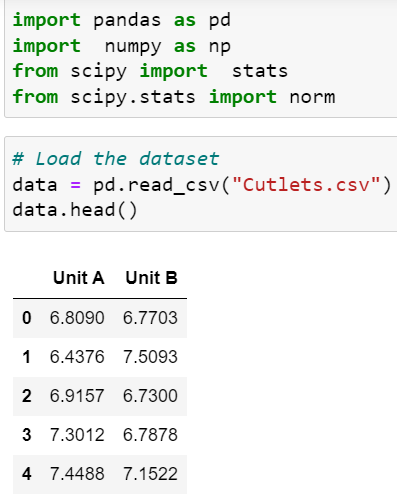 import pandas as pd
import  numpy as np
from scipy import  stats
from scipy.stats import norm
# Load the dataset
data = pd.read_csv("Cutlets.csv")
data.head()
Unit A Unit B
0 6.8090 6.7703
1 6.4376 7.5093
2 6.9157 6.7300
3 7.3012 6.7878
4 7.4488 7.1522